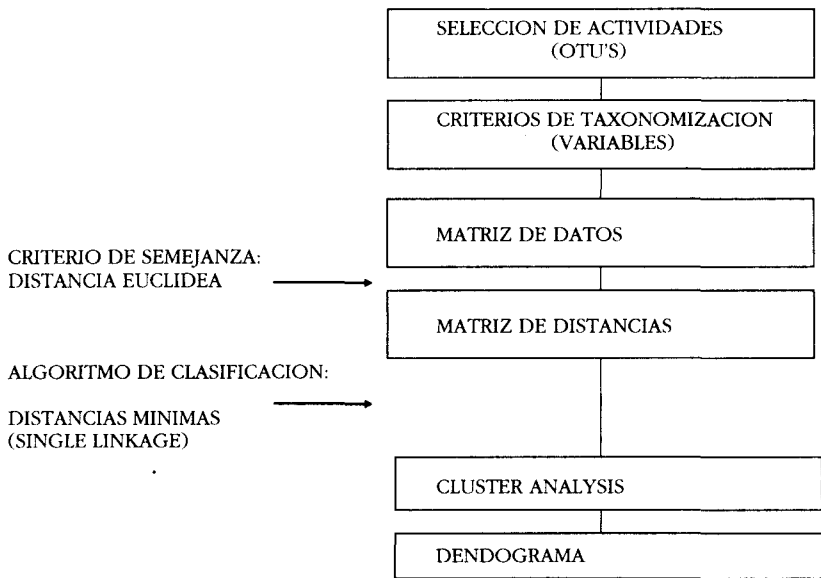 SELECCION DE ACTIVIDADES
(OTU'S)
CRITERIOS DE TAXONOMIZACION
(VARIABLES)
MATRIZ DE DATOS
CRITERIO DE SEMEJANZA:
DISTANCIA EUCLIDEA
MATRIZ DE DISTANCIAS
ALGORITMO DE CLASIFICACION:
DISTANCIAS MINIMAS
(SINGLE LINKAGE)
CLUSTER ANALYSIS
DENDOGRAMA